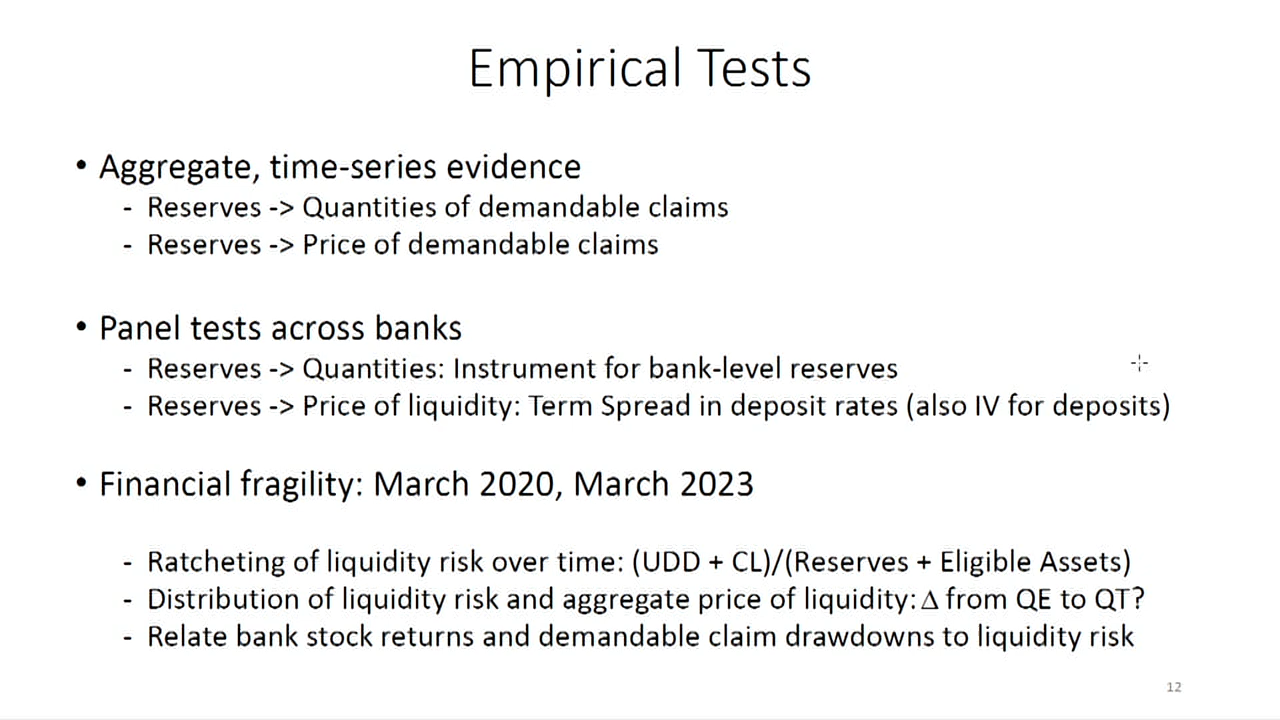 Empirical Tests
• Aggregate, time-series evidence
- Reserves -> Quantities of demandable claims
- Reserves -> Price of demandable claims
• Panel tests across banks
- Reserves -> Quantities: Instrument for bank-level reserves
- Reserves -> Price of liquidity: Term Spread in deposit rates (also IV for deposits)
• Financial fragility: March 2020, March 2023
- Ratcheting of liquidity risk over time: (UDD + CL)/(Reserves + Eligible Assets)
- Distribution of liquidity risk and aggregate price of liquidity: Δ from QE to QT?
- Relate bank stock returns and demandable claim drawdowns to liquidity risk
12